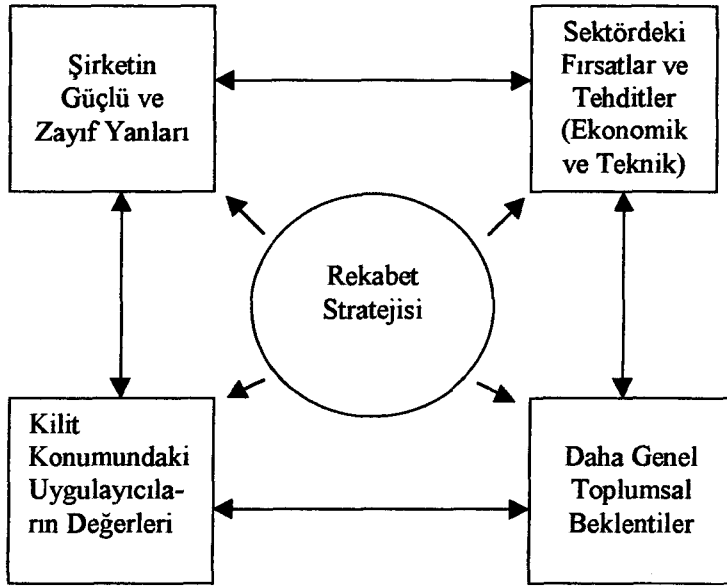 Şirketin
Güçlü ve
Zayıf Yanları
Sektördeki
Fırsatlar ve
Tehditler
(Ekonomik
ve Teknik)
Rekabet
Stratejisi
Kilit
Konumundaki
Uygulayıcıla-
rın Değerleri
Daha Genel
Toplumsal
Beklentiler